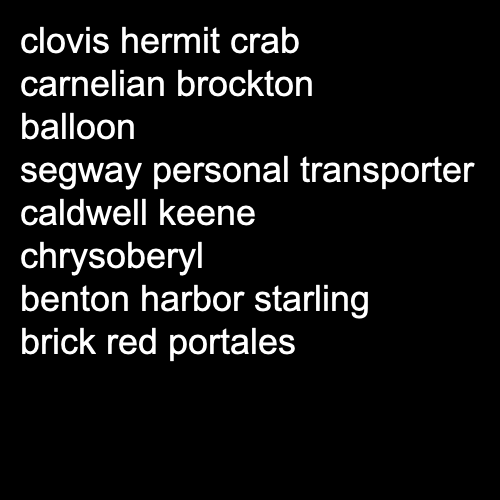 clovis hermit crab
carnelian brockton
balloon
segway personal transporter
caldwell keene
chrysoberyl
benton harbor starling
brick red portales